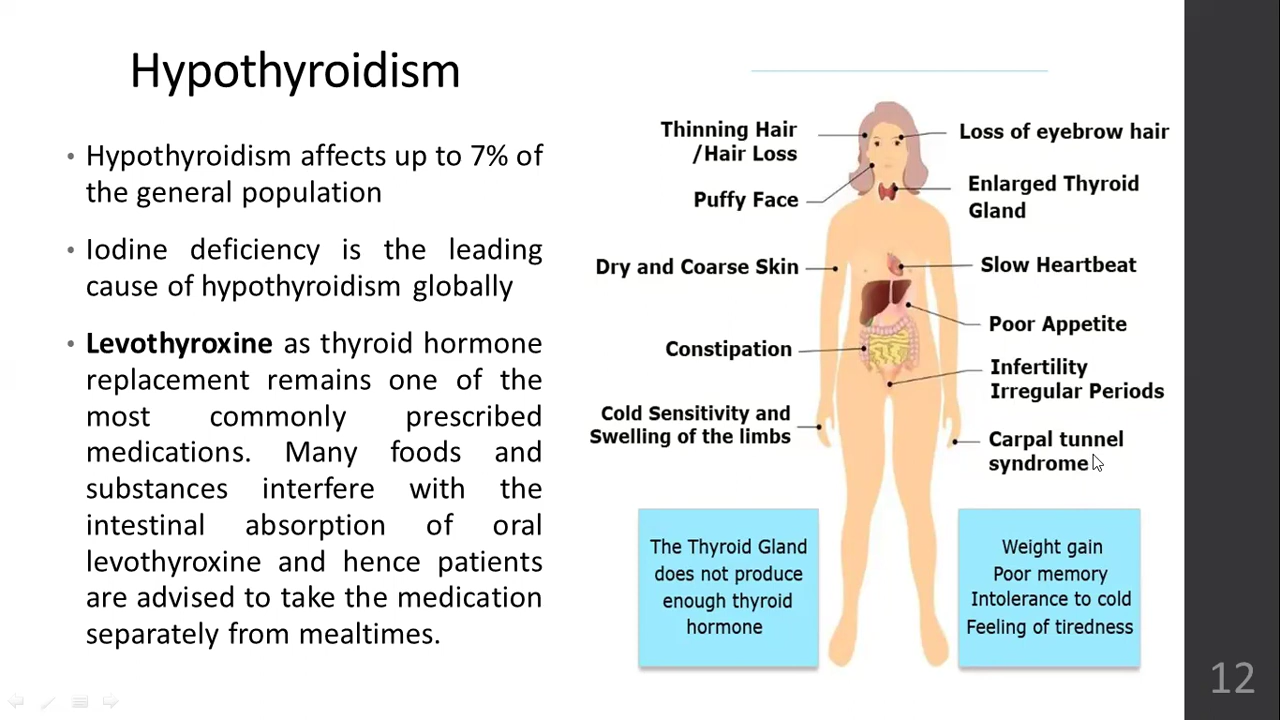 Hypothyroidism
• Hypothyroidism affects up to 7% of
the general population
• Iodine deficiency is the leading
cause of hypothyroidism globally
• Levothyroxine as thyroid hormone
replacement remains one of the
most commonly prescribed
medications. Many foods and
substances interfere with the
intestinal absorption of oral
levothyroxine and hence patients
are advised to take the medication
separately from mealtimes.
Thinning Hair
/Hair Loss
Puffy Face
Dry and Coarse Skin
Constipation
Cold Sensitivity and
Swelling of the limbs
Loss of eyebrow hair
Enlarged Thyroid
Gland
Slow Heartbeat
Poor Appetite
Infertility
Irregular Periods
Carpal tunnel
syndrome
The Thyroid Gland
does not produce
enough thyroid
hormone
Weight gain
Poor memory
Intolerance to cold
Feeling of tiredness
12